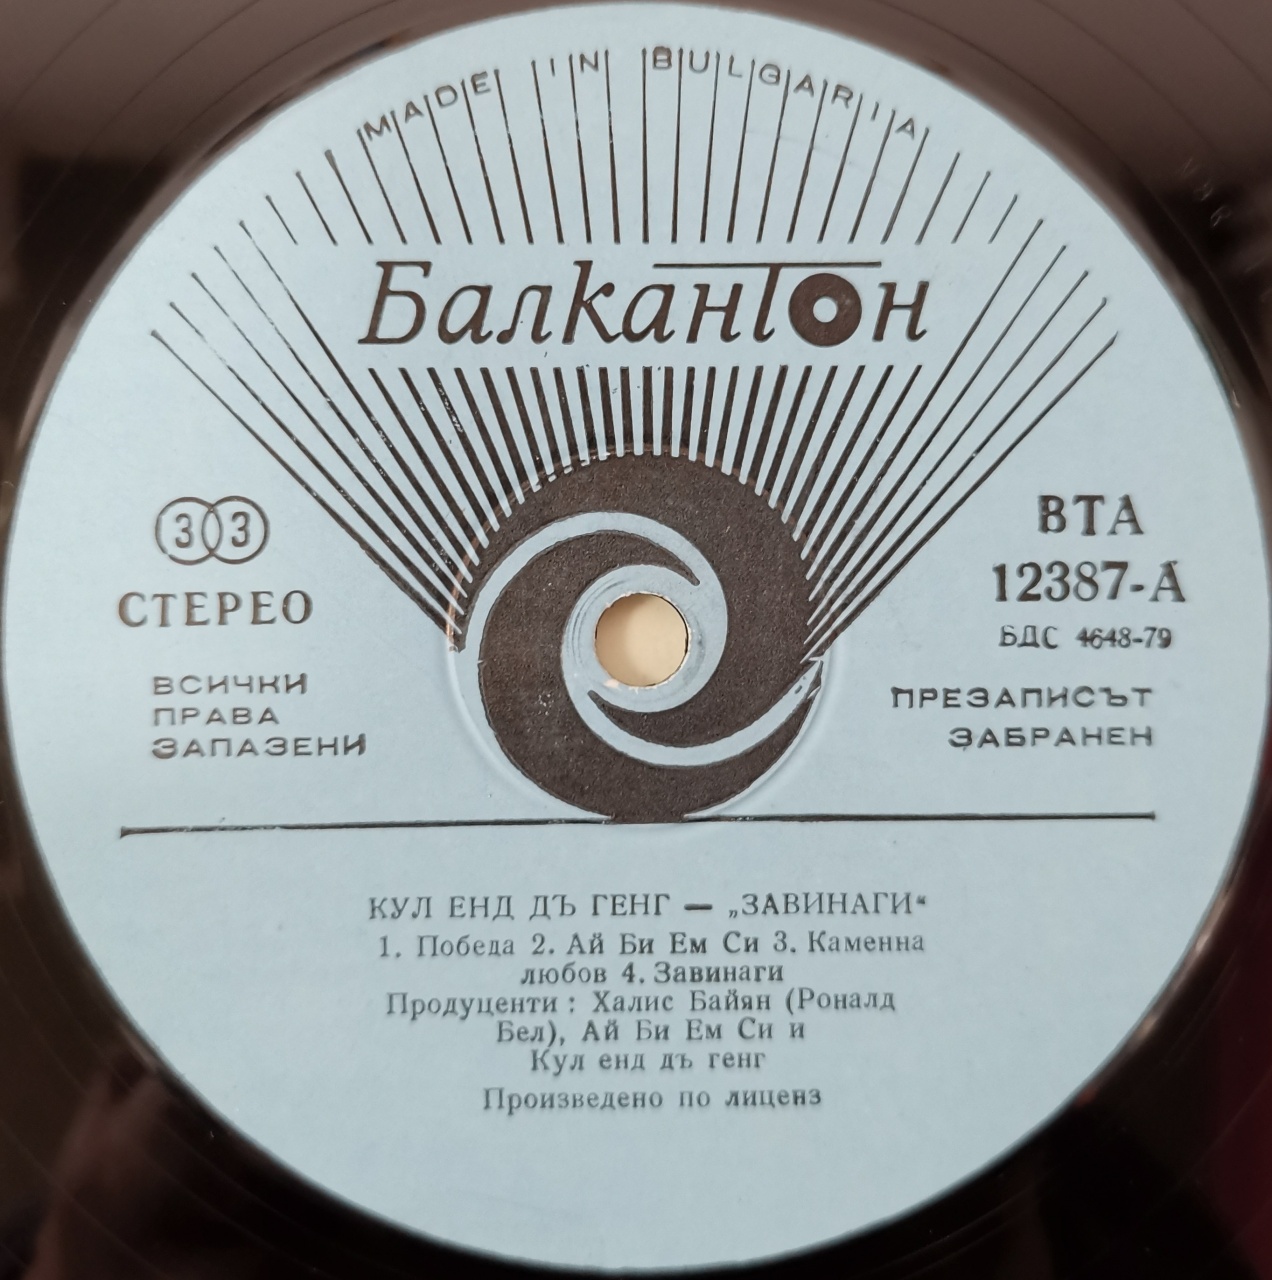 MADE IN BULGARIA
Балкантон
33
СТЕРЕО
ВСИЧКИ
ПРАВА
ЗАПАЗЕНИ
ВТА
12387-А
БДС 4648-79
ПРЕЗАПИСЪТ
ЗАБРАНЕН
КУЛ ЕНД ДЪ ГЕНГ — „ЗАВИНАГИ“
1. Победа 2. Ай Би Ем Си 3. Каменна
любов 4. Завинаги
Продуценти : Халис Байян (Роналд
Бел), Ай Би Ем Си и
Кул енд дъ генг
Произведено по лиценз